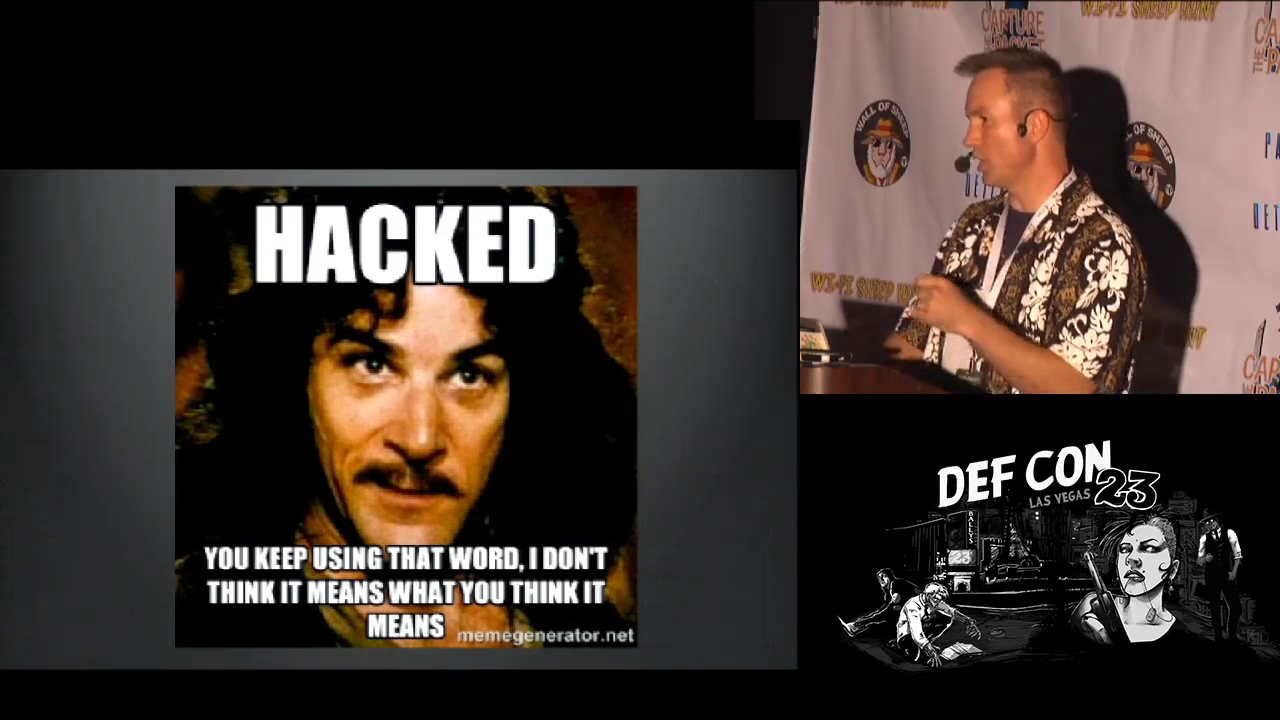 HACKED
YOU KEEP USING THAT WORD, I DON'T
THINK IT MEANS WHAT YOU THINK IT
MEANS
memegenerator.net
CAPTURE
WI-FI SHEEP HUNT
WALL OF SHEEP
WALL OF SHEEP
WI-FI SHEEP
DEF CON
LAS VEGAS 23
BALLYS